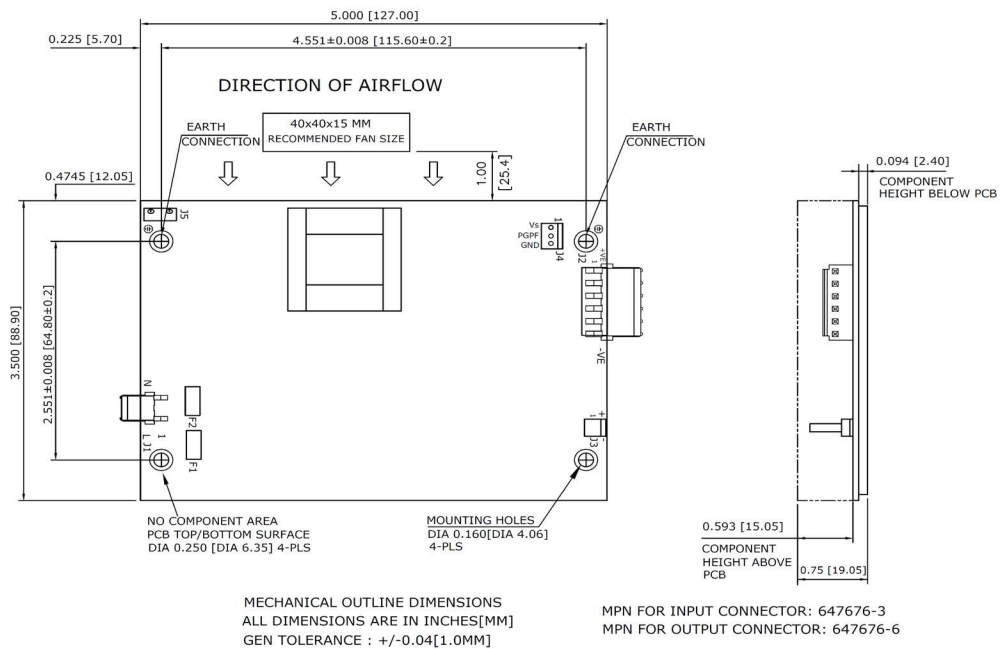 5.000 [127.00]
0.225 [5.70]
4.551±0.008 [115.60±0.2]
DIRECTION OF AIRFLOW
40x40x15 MM
RECOMMENDED FAN SIZE
EARTH
CONNECTION
EARTH
CONNECTION
1.00
[25.4]
0.094 [2.40]
COMPONENT
HEIGHT BELOW PCB
0.4745 [12.05]
J5
Vs
PGPF
GND
1
J4
J2
1
+VE
-VE
3.500 [88.90]
2.551±0.008 [64.80±0.2]
N
F2
L
J1
1
F1
+
1
-
J3
NO COMPONENT AREA
PCB TOP/BOTTOM SURFACE
DIA 0.250 [DIA 6.35] 4-PLS
MOUNTING HOLES
DIA 0.160[DIA 4.06]
4-PLS
0.593 [15.05]
COMPONENT
HEIGHT ABOVE
PCB
0.75 [19.05]
MECHANICAL OUTLINE DIMENSIONS
ALL DIMENSIONS ARE IN INCHES[MM]
GEN TOLERANCE : +/-0.04[1.0MM]
MPN FOR INPUT CONNECTOR: 647676-3
MPN FOR OUTPUT CONNECTOR: 647676-6